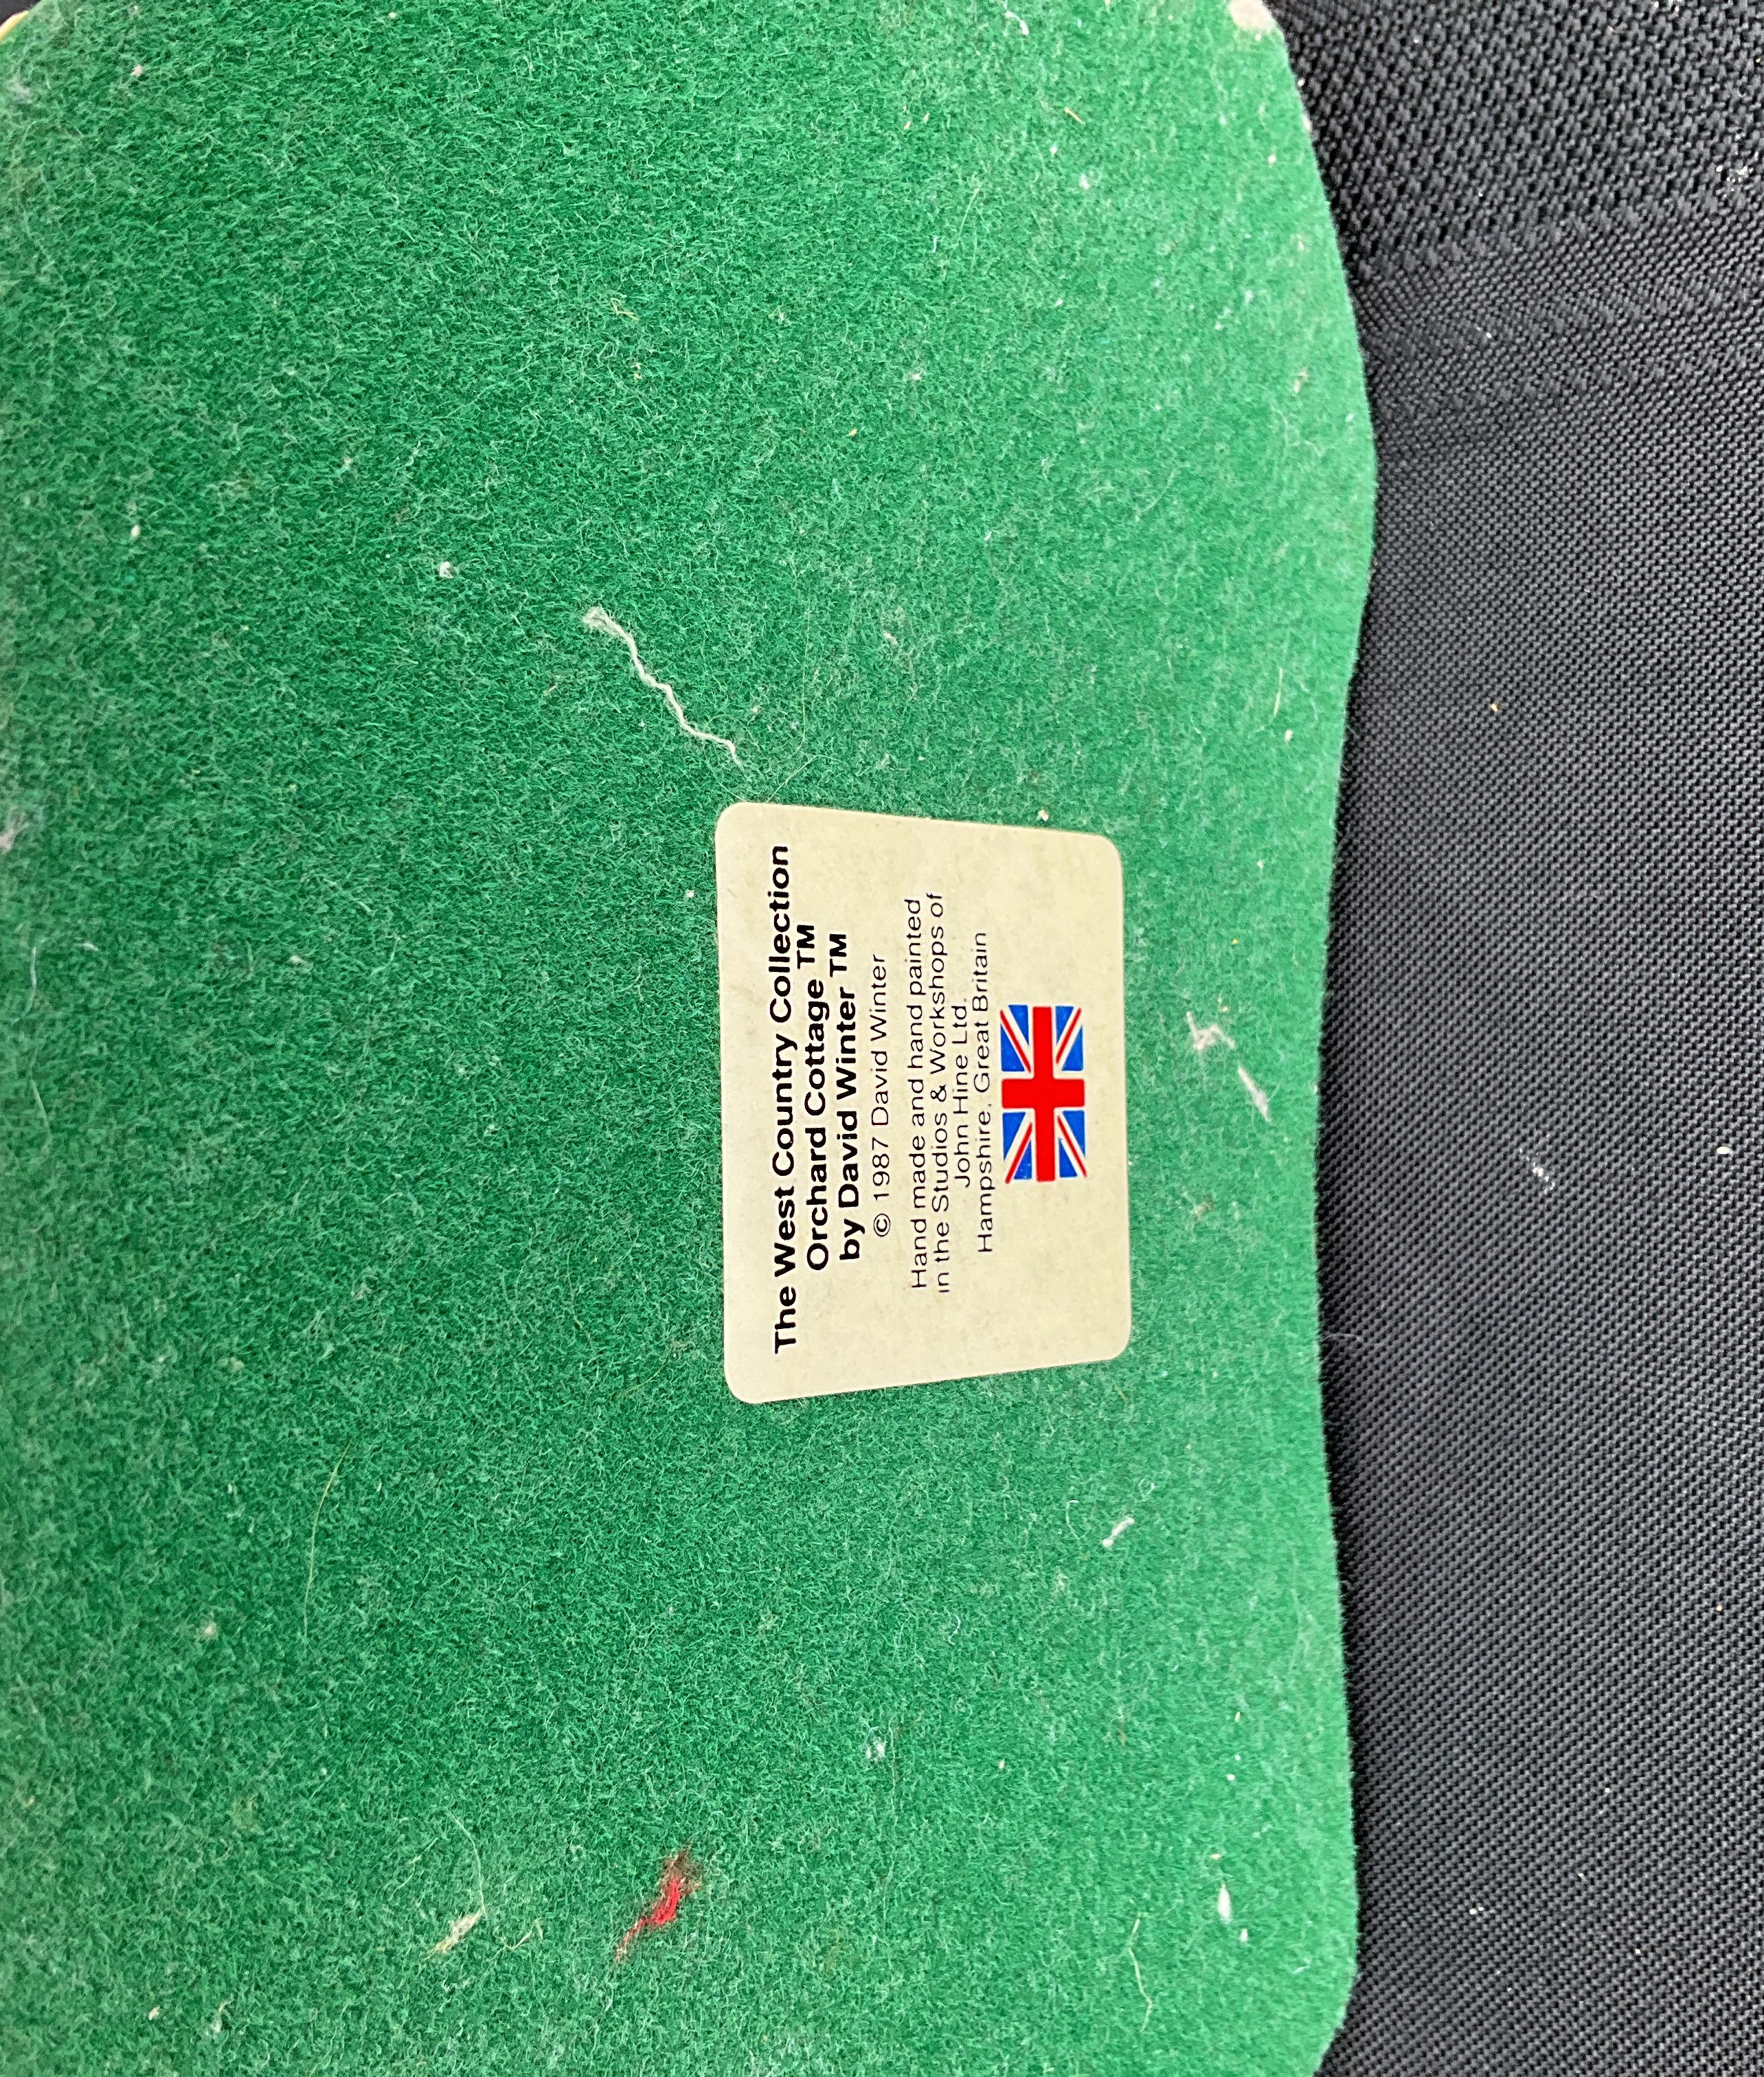 The West Country Collection
Orchard Cottage ™
by David Winter ™
© 1987 David Winter
Hand made and hand painted
in the Studios & Workshops of
John Hine Ltd.
Hampshire, Great Britain